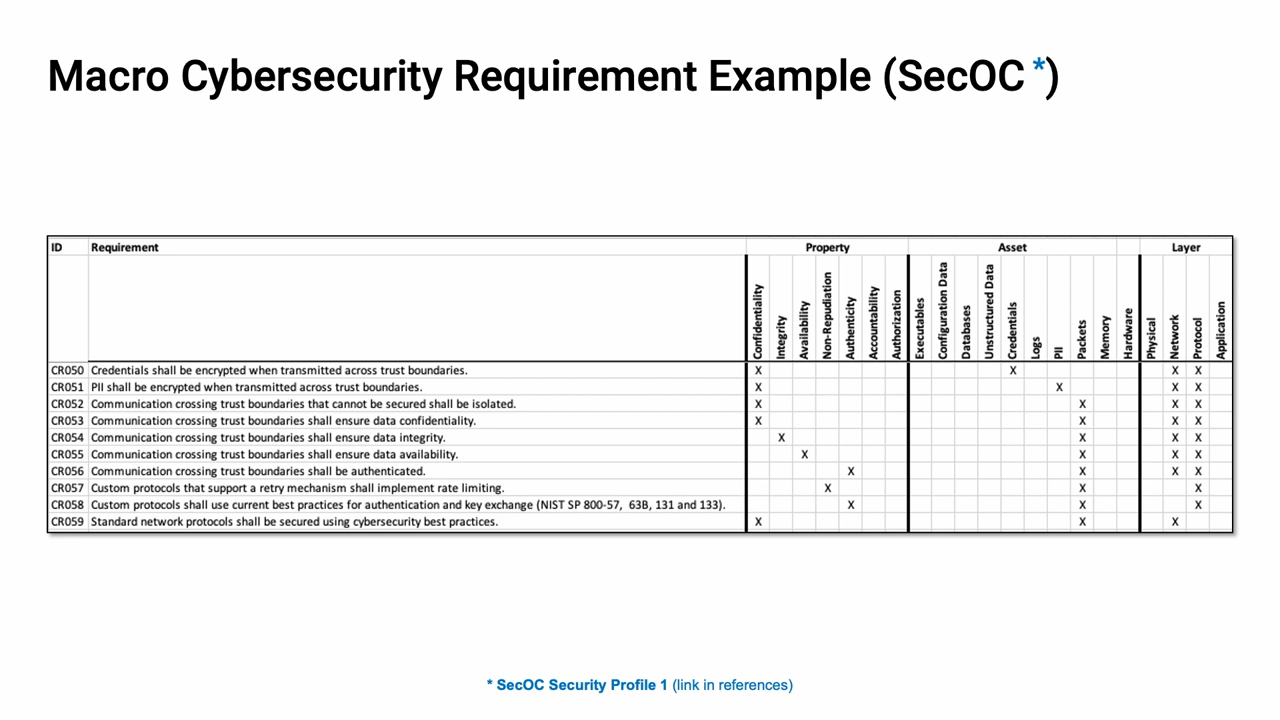 Macro Cybersecurity Requirement Example (SecOC *)
ID Requirement Property Asset Layer
Confidentiality Integrity Availability Non-Repudiation Authenticity Accountability Authorization Executables Configuration Data Databases Unstructured Data Credentials Logs PII Packets Memory Hardware Physical Network Protocol Application
CR050 Credentials shall be encrypted when transmitted across trust boundaries. X X X X
CR051 PII shall be encrypted when transmitted across trust boundaries. X X X X
CR052 Communication crossing trust boundaries that cannot be secured shall be isolated. X X X X
CR053 Communication crossing trust boundaries shall ensure data confidentiality. X X X X
CR054 Communication crossing trust boundaries shall ensure data integrity. X X X X
CR055 Communication crossing trust boundaries shall ensure data availability. X X X X
CR056 Communication crossing trust boundaries shall be authenticated. X X X X
CR057 Custom protocols that support a retry mechanism shall implement rate limiting. X X X
CR058 Custom protocols shall use current best practices for authentication and key exchange (NIST SP 800-57, 63B, 131 and 133). X X X
CR059 Standard network protocols shall be secured using cybersecurity best practices. X X X
* SecOC Security Profile 1 (link in references)